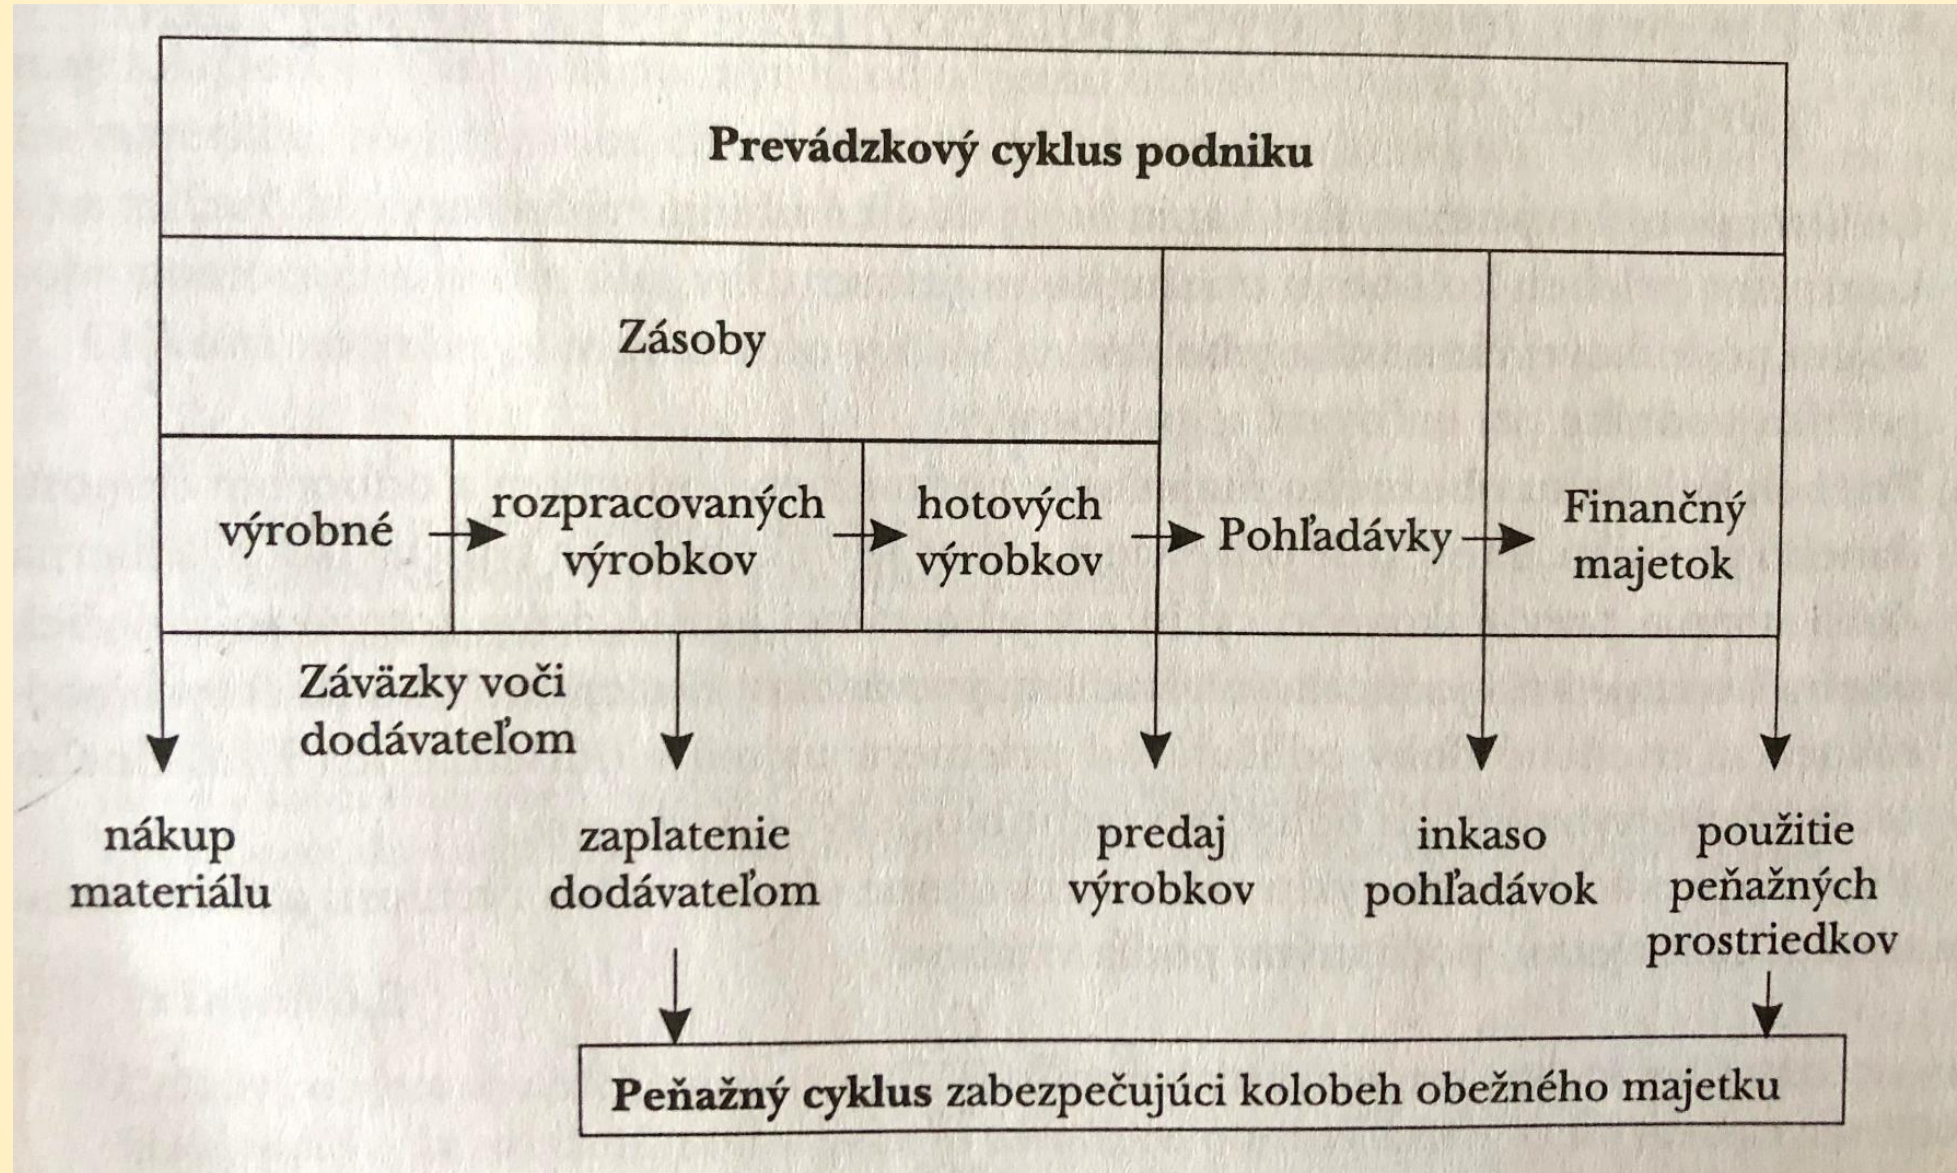 Prevádzkový cyklus podniku
Zásoby
výrobné
rozpracovaných
výrobkov
hotových
výrobkov
Pohľadávky
Finančný
majetok
Záväzky voči
dodávateľom
nákup
materiálu
zaplatenie
dodávateľom
predaj
výrobkov
inkaso
pohľadávok
použitie
peňažných
prostriedkov
Peňažný cyklus zabezpečujúci kolobeh obežného majetku